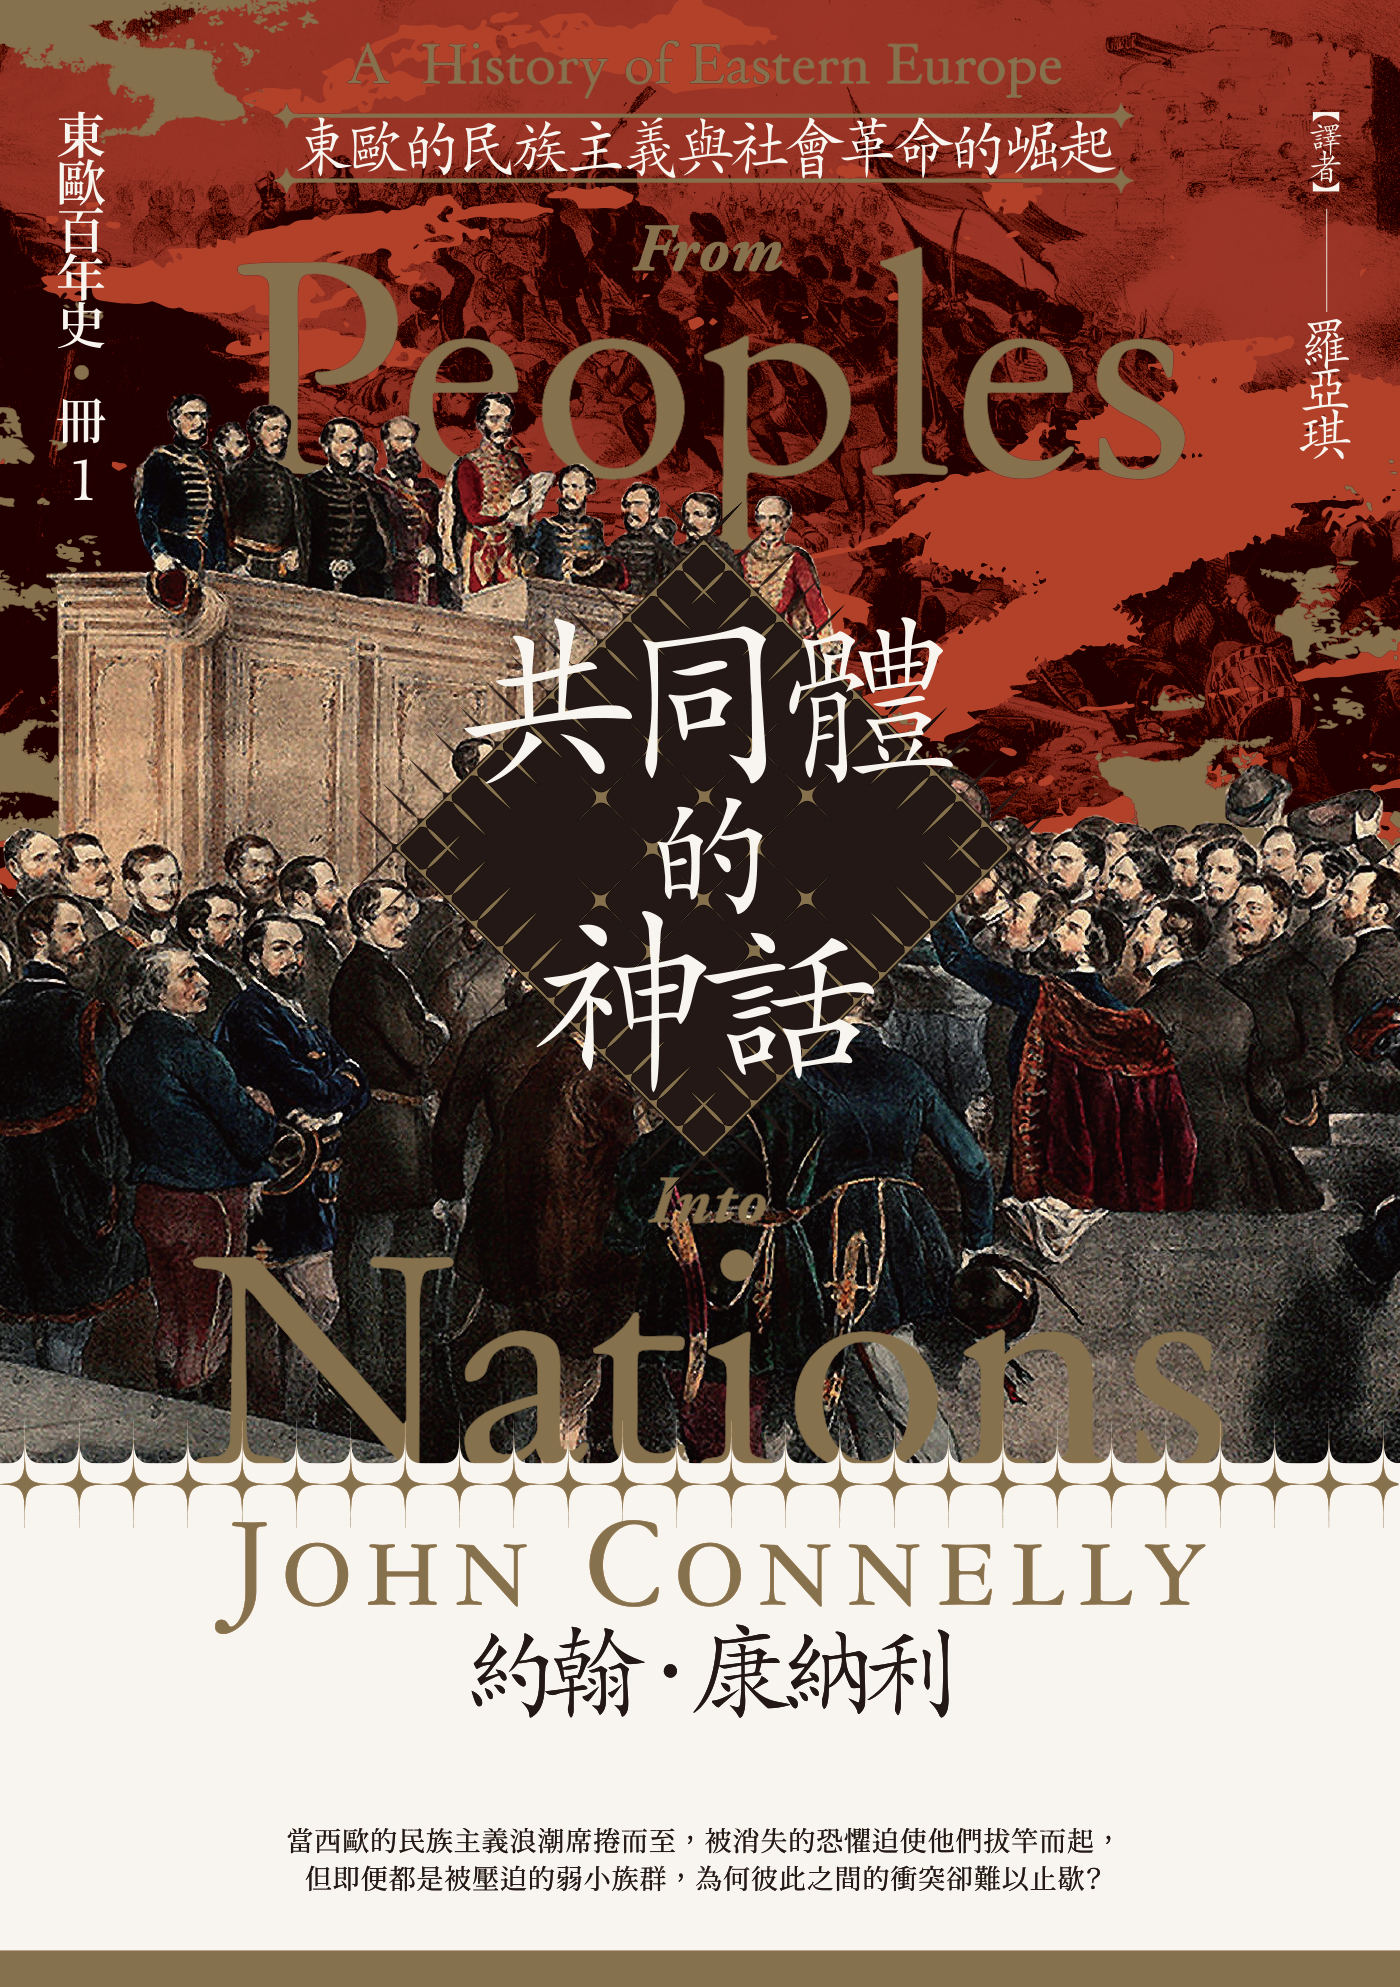 A History of Eastern Europe
東歐的民族主義與社會革命的崛起
東歐百年史・冊1
【譯者】——羅亞琪
From
Peoples
共同體
的
神話
Into
Nations
JOHN CONNELLY
約翰・康納利
當西歐的民族主義浪潮席捲而至，被消失的恐懼迫使他們拔竿而起，
但即便都是被壓迫的弱小族群，為何彼此之間的衝突卻難以止歇？